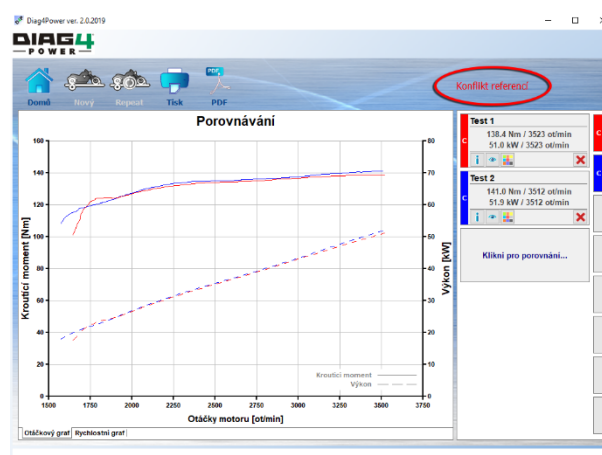 Diag4Power ver. 2.0.2019
DIAG4
POWER
Domů Nový Repeat Tisk PDF
Konflikt referencí
Porovnávání
Test 1
138.4 Nm / 3523 ot/min
51.0 kW / 3523 ot/min
Test 2
141.0 Nm / 3512 ot/min
51.9 kW / 3512 ot/min
Klikni pro porovnání...
Krouticí moment [Nm]
160
140
120
100
80
60
40
20
0
80
70
60
50
40
30
20
10
0
Výkon [kW]
Krouticí moment
Výkon
1500 1750 2000 2250 2500 2750 3000 3250 3500 3750
Otáčky motoru [ot/min]
Otáčkový graf Rychlostní graf